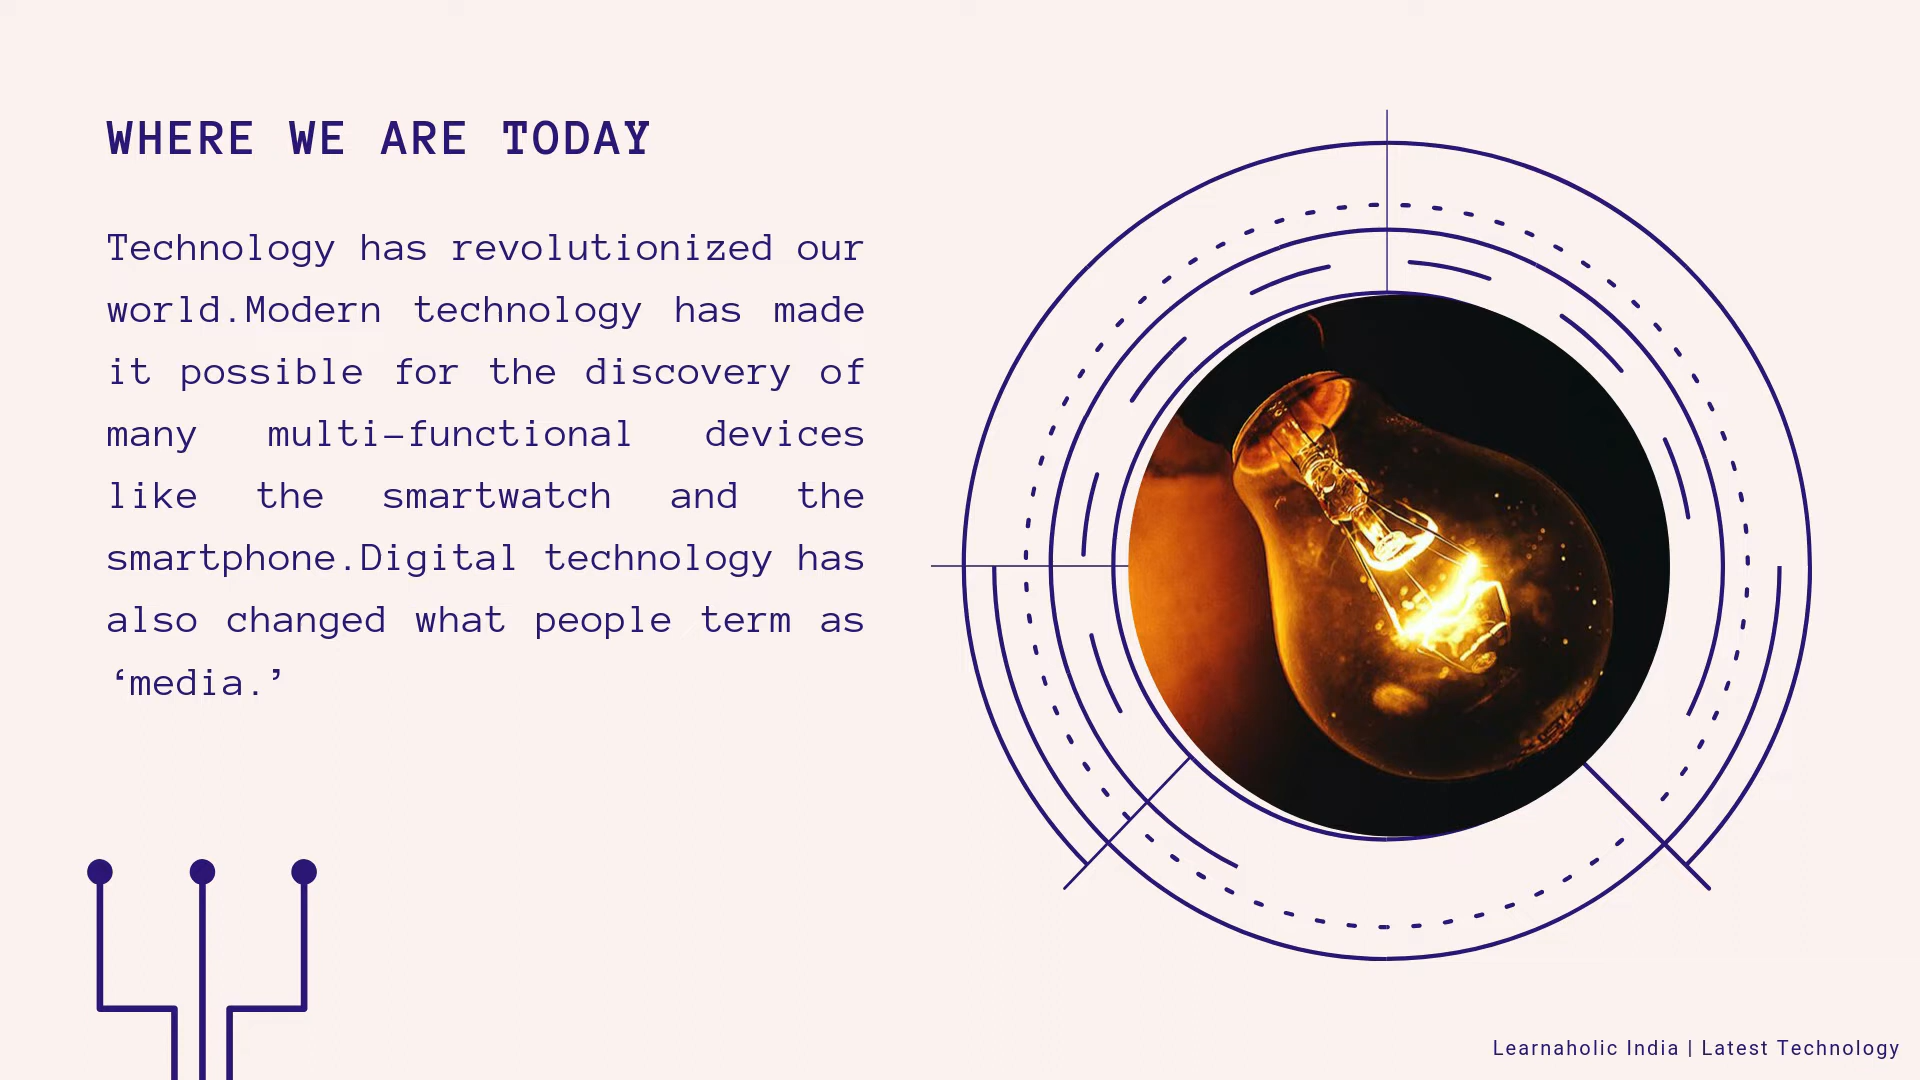 WHERE WE ARE TODAY
Technology has revolutionized our
world.Modern technology has made
it possible for the discovery of
many multi-functional devices
like the smartwatch and the
smartphone.Digital technology has
also changed what people term as
‘media.’
Learnaholic India | Latest Technology